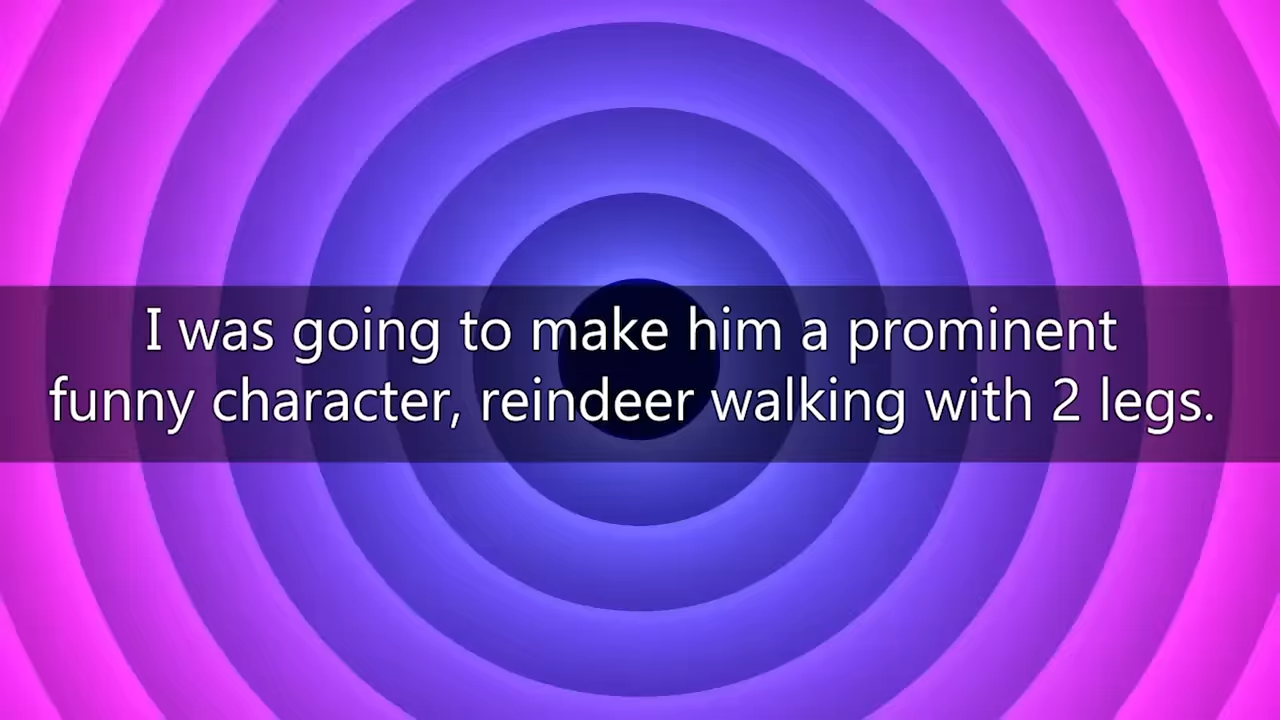 I was going to make him a prominent
funny character, reindeer walking with 2 legs.